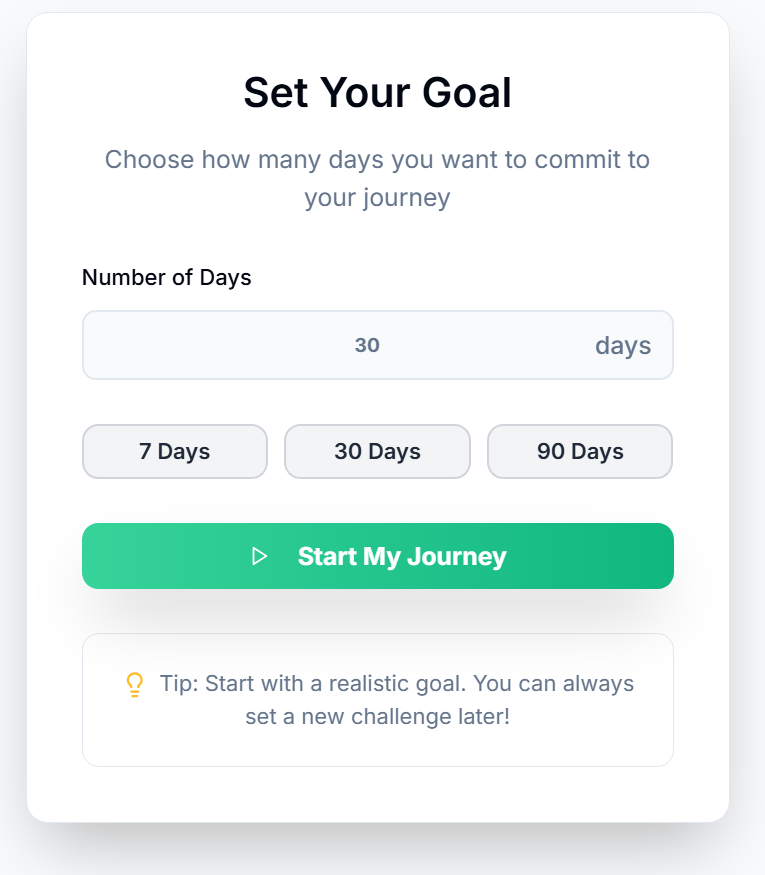 Set Your Goal
Choose how many days you want to commit to
your journey
Number of Days
30 days
7 Days 30 Days 90 Days
Start My Journey
Tip: Start with a realistic goal. You can always
set a new challenge later!